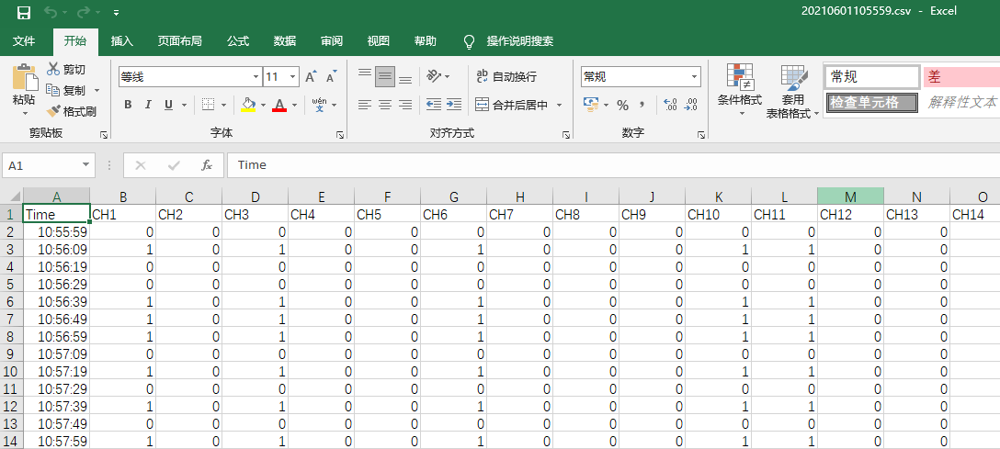 20210601105559.csv - Excel
文件 开始 插入 页面布局 公式 数据 审阅 视图 帮助 操作说明搜索
粘贴 剪切 复制 格式刷 剪贴板
等线 11 A A
B I U A wén 文
字体
ab 自动换行
合并后居中
对齐方式
常规
% , .00 .0 .00
数字
条件格式 套用 表格格式
常规 差
检查单元格 解释性文本
A1 fx Time
A B C D E F G H I J K L M N O
1 Time CH1 CH2 CH3 CH4 CH5 CH6 CH7 CH8 CH9 CH10 CH11 CH12 CH13 CH14
2 10:55:59 0 0 0 0 0 0 0 0 0 0 0 0 0
3 10:56:09 1 0 1 0 0 1 0 0 0 1 1 0 0
4 10:56:19 0 0 0 0 0 0 0 0 0 0 0 0 0
5 10:56:29 0 0 0 0 0 0 0 0 0 0 0 0 0
6 10:56:39 1 0 1 0 0 1 0 0 0 1 1 0 0
7 10:56:49 1 0 1 0 0 1 0 0 0 1 1 0 0
8 10:56:59 1 0 1 0 0 1 0 0 0 1 1 0 0
9 10:57:09 0 0 0 0 0 0 0 0 0 0 0 0 0
10 10:57:19 1 0 1 0 0 1 0 0 0 1 1 0 0
11 10:57:29 0 0 0 0 0 0 0 0 0 0 0 0 0
12 10:57:39 1 0 1 0 0 1 0 0 0 1 1 0 0
13 10:57:49 0 0 0 0 0 0 0 0 0 0 0 0 0
14 10:57:59 1 0 1 0 0 1 0 0 0 1 1 0 0